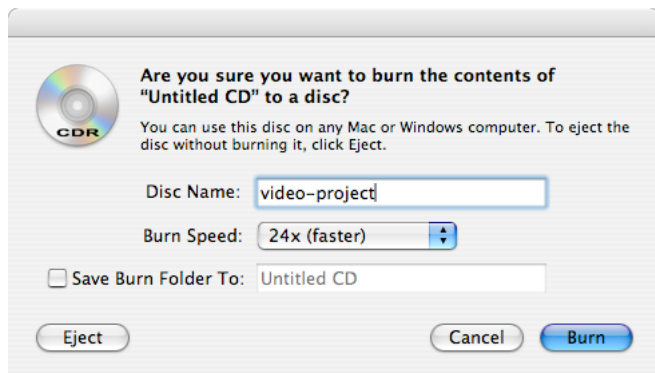 Are you sure you want to burn the contents of
“Untitled CD” to a disc?
CDR
You can use this disc on any Mac or Windows computer. To eject the
disc without burning it, click Eject.
Disc Name: video-project
Burn Speed: 24x (faster)
Save Burn Folder To: Untitled CD
Eject Cancel Burn